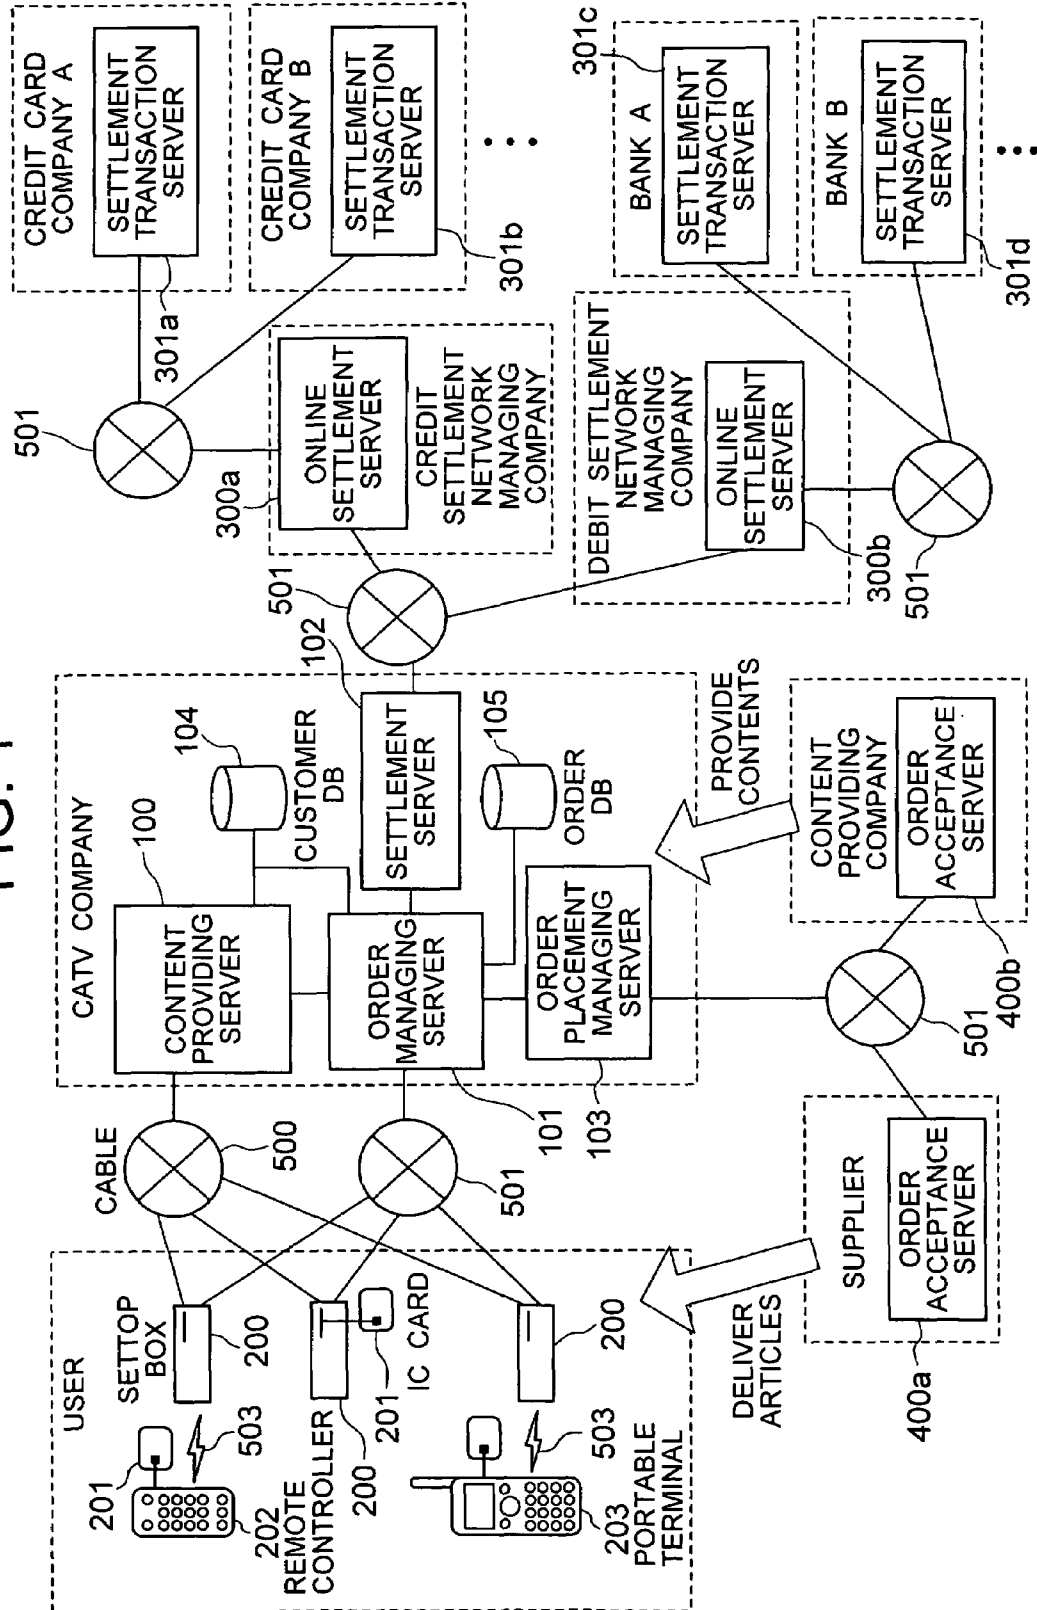 FIG. 1
USER
SETTOP
BOX
200
201
503
202
REMOTE
CONTROLLER
200
201
IC CARD
503
200
203
PORTABLE
TERMINAL
CABLE
500
501
CATV COMPANY
100
CONTENT
PROVIDING
SERVER
104
CUSTOMER
DB
ORDER
MANAGING
SERVER
101
102
SETTLEMENT
SERVER
105
ORDER
DB
ORDER
PLACEMENT
MANAGING
SERVER
103
DELIVER
ARTICLES
PROVIDE
CONTENTS
SUPPLIER
ORDER
ACCEPTANCE
SERVER
400a
501
CONTENT
PROVIDING
COMPANY
ORDER
ACCEPTANCE
SERVER
400b
501
501
300a
ONLINE
SETTLEMENT
SERVER
CREDIT
SETTLEMENT
NETWORK
MANAGING
COMPANY
DEBIT SETTLEMENT
NETWORK
MANAGING
COMPANY
ONLINE
SETTLEMENT
SERVER
300b
501
CREDIT CARD
COMPANY A
SETTLEMENT
TRANSACTION
SERVER
301a
CREDIT CARD
COMPANY B
SETTLEMENT
TRANSACTION
SERVER
301b
BANK A
SETTLEMENT
TRANSACTION
SERVER
301c
BANK B
SETTLEMENT
TRANSACTION
SERVER
301d